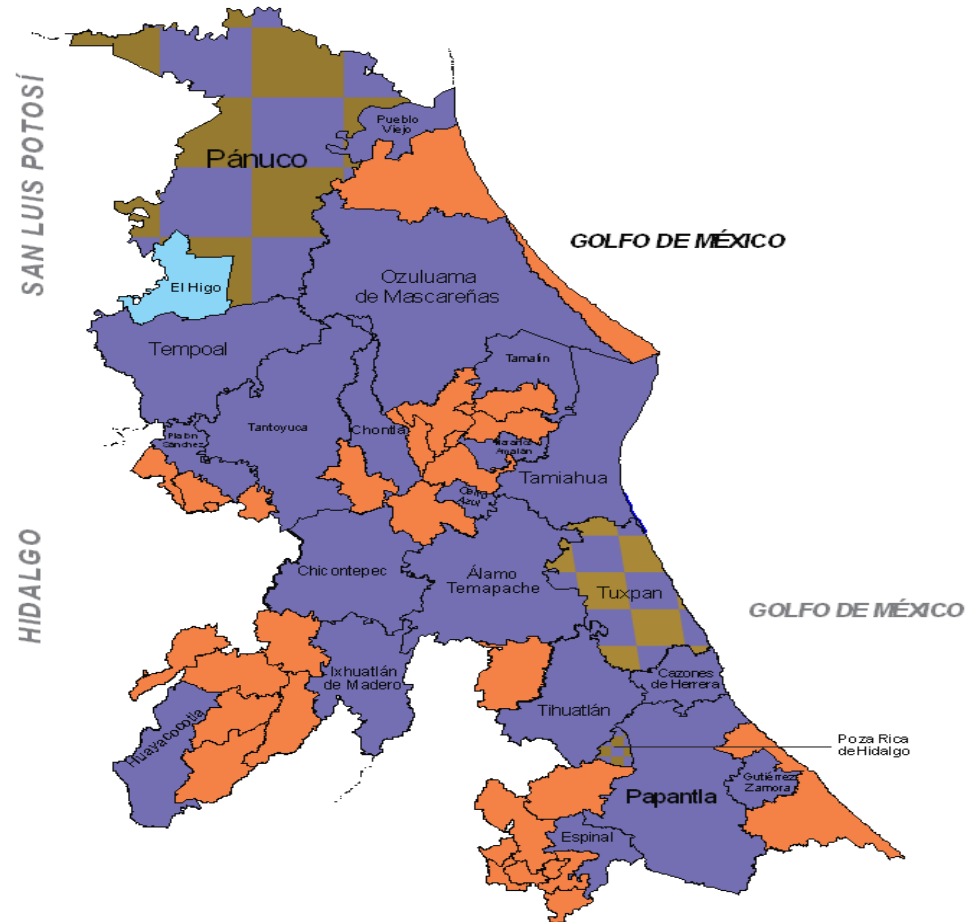 SAN LUIS POTOSÍ
Pueblo
Viejo
Pánuco
GOLFO DE MÉXICO
El Higo
Ozuluama
de Mascareñas
Tempoal
Tamalín
Tantoyuca
Chontla
Platón
Sánchez
Naranjos
Amatlán
Tamiahua
Cerro
Azul
HIDALGO
Chicontepec
Álamo
Temapache
Tuxpan
GOLFO DE MÉXICO
Ixhuatlán
de Madero
Cazones
de Herrera
Huayacocotla
Tihuatlán
Poza Rica
de Hidalgo
Gutiérrez
Zamora
Papantla
Espinal